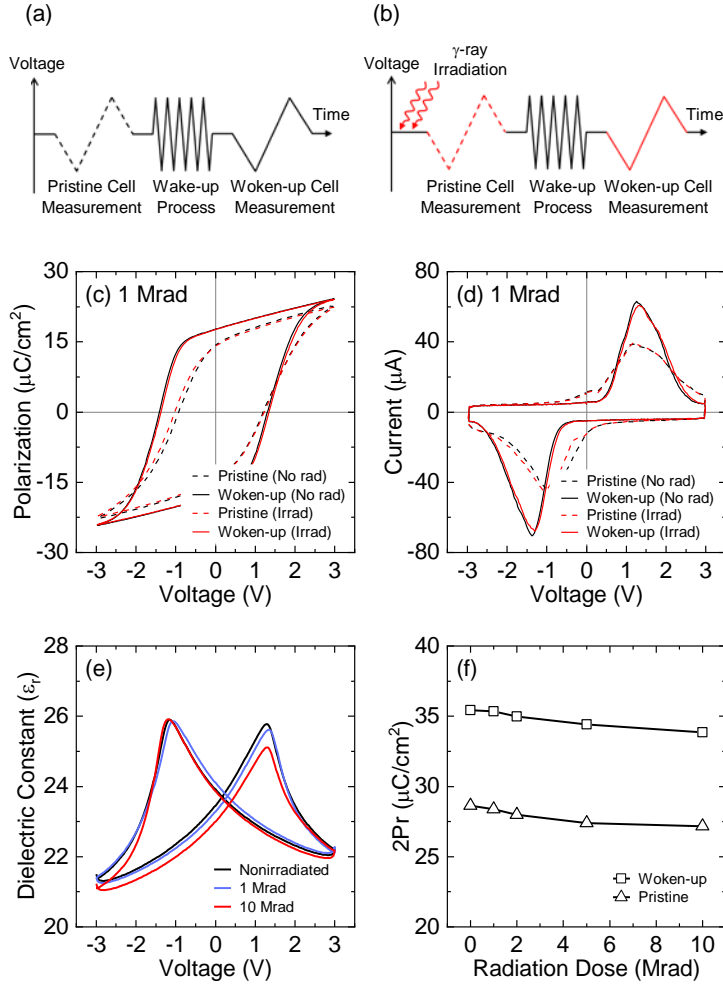 (a)
Voltage
Time
Pristine Cell
Measurement
Wake-up
Process
Woken-up Cell
Measurement
(b)
γ-ray
Irradiation
Voltage
Time
Pristine Cell
Measurement
Wake-up
Process
Woken-up Cell
Measurement
(c) 1 Mrad
Polarization (μC/cm²)
30
15
0
-15
-30
Pristine (No rad)
Woken-up (No rad)
Pristine (Irrad)
Woken-up (Irrad)
-3 -2 -1 0 1 2 3
Voltage (V)
(d) 1 Mrad
Current (μA)
80
40
0
-40
-80
Pristine (No rad)
Woken-up (No rad)
Pristine (Irrad)
Woken-up (Irrad)
-3 -2 -1 0 1 2 3
Voltage (V)
(e)
Dielectric Constant (εr)
28
26
24
22
20
Nonirradiated
1 Mrad
10 Mrad
-3 -2 -1 0 1 2 3
Voltage (V)
(f)
2Pr (μC/cm²)
40
35
30
25
20
Woken-up
Pristine
0 2 4 6 8 10
Radiation Dose (Mrad)